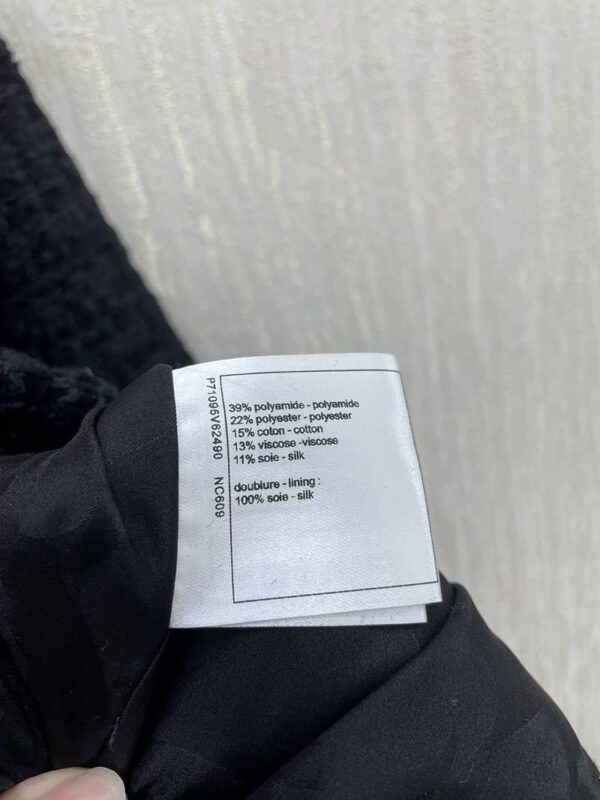 39% polyamide - polyamide
22% polyester - polyester
15% coton - cotton
13% viscose -viscose
11% soie - silk
doublure - lining :
100% soie - silk
P71095V62490 NC609